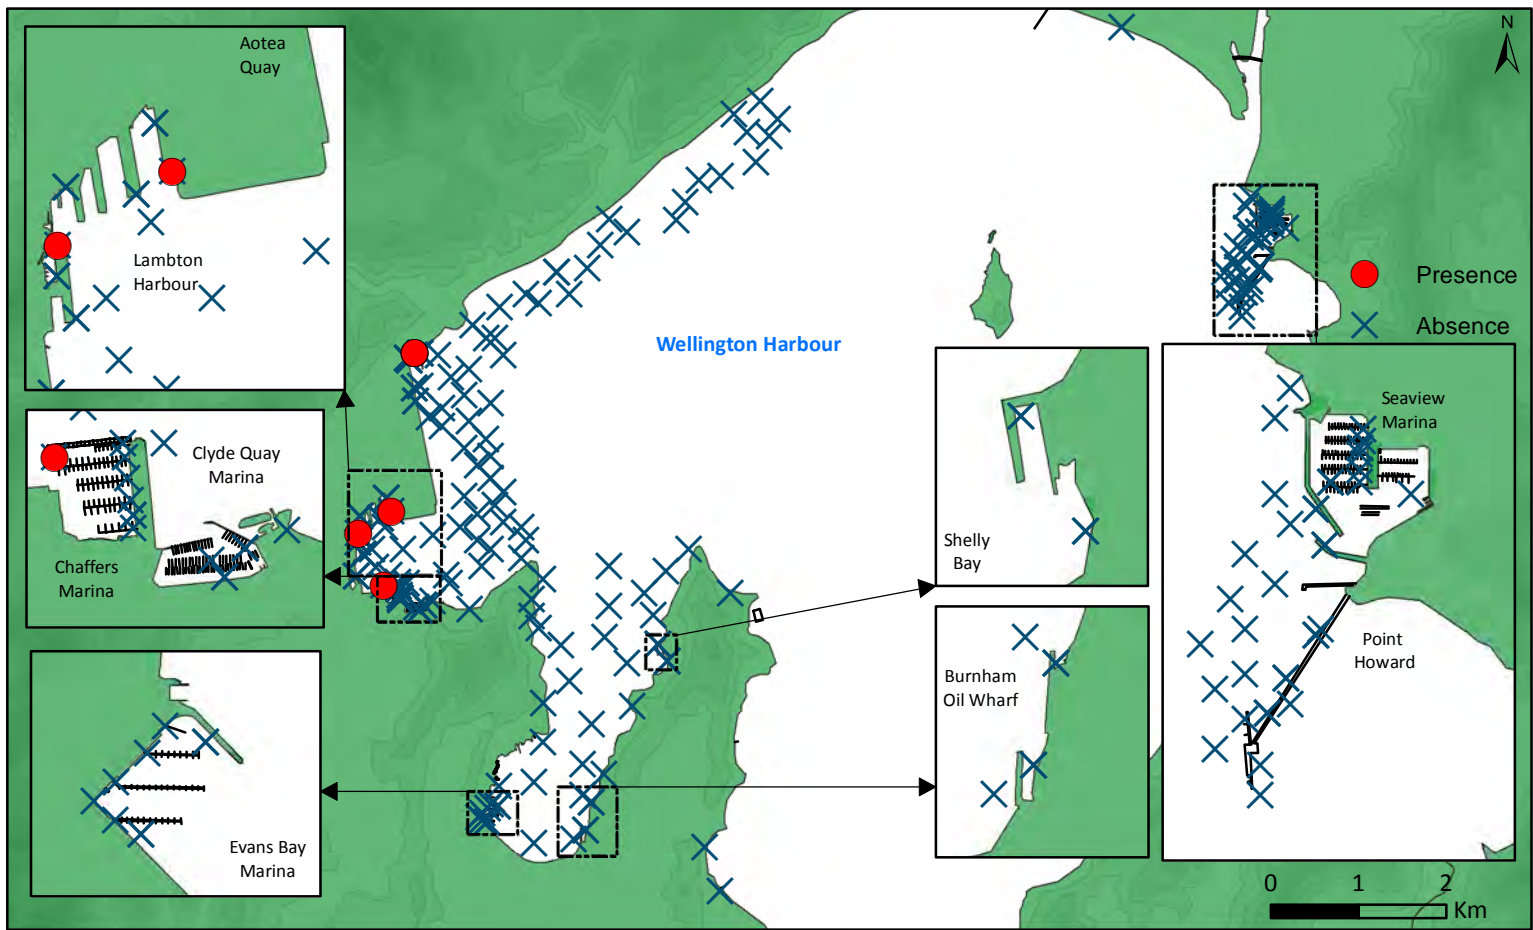 Aotea
Quay
N
Lambton
Harbour
Presence
Absence
Wellington Harbour
Clyde Quay
Marina
Chaffers
Marina
Shelly
Bay
Seaview
Marina
Point
Howard
Burnham
Oil Wharf
Evans Bay
Marina
0 1 2
Km